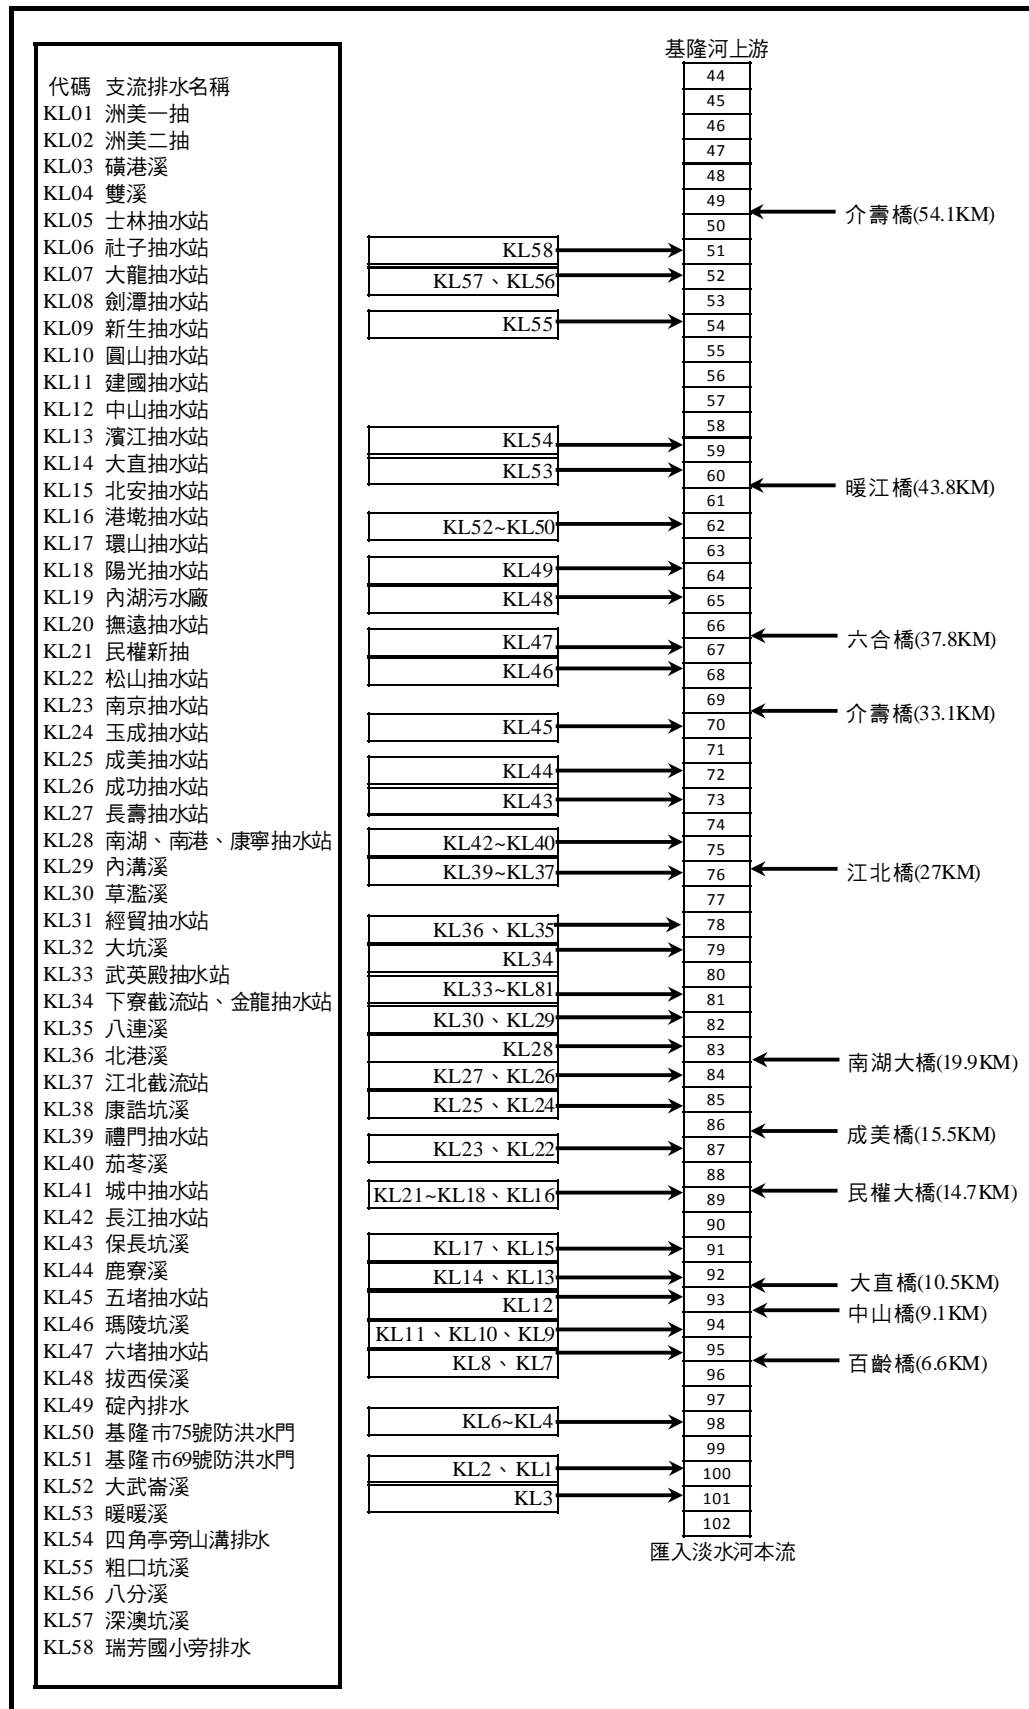 代碼 支流排水名稱
KL01 洲美一抽
KL02 洲美二抽
KL03 磺港溪
KL04 雙溪
KL05 士林抽水站
KL06 社子抽水站
KL07 大龍抽水站
KL08 劍潭抽水站
KL09 新生抽水站
KL10 圓山抽水站
KL11 建國抽水站
KL12 中山抽水站
KL13 濱江抽水站
KL14 大直抽水站
KL15 北安抽水站
KL16 港墘抽水站
KL17 環山抽水站
KL18 陽光抽水站
KL19 內湖污水廠
KL20 撫遠抽水站
KL21 民權新抽
KL22 松山抽水站
KL23 南京抽水站
KL24 玉成抽水站
KL25 成美抽水站
KL26 成功抽水站
KL27 長壽抽水站
KL28 南湖、南港、康寧抽水站
KL29 內溝溪
KL30 草濫溪
KL31 經貿抽水站
KL32 大坑溪
KL33 武英殿抽水站
KL34 下寮截流站、金龍抽水站
KL35 八連溪
KL36 北港溪
KL37 江北截流站
KL38 康誥坑溪
KL39 禮門抽水站
KL40 茄苳溪
KL41 城中抽水站
KL42 長江抽水站
KL43 保長坑溪
KL44 鹿寮溪
KL45 五堵抽水站
KL46 瑪陵坑溪
KL47 六堵抽水站
KL48 拔西侯溪
KL49 碇內排水
KL50 基隆市75號防洪水門
KL51 基隆市69號防洪水門
KL52 大武崙溪
KL53 暖暖溪
KL54 四角亭旁山溝排水
KL55 粗口坑溪
KL56 八分溪
KL57 深澳坑溪
KL58 瑞芳國小旁排水
KL58
KL57、KL56
KL55
KL54
KL53
KL52~KL50
KL49
KL48
KL47
KL46
KL45
KL44
KL43
KL42~KL40
KL39~KL37
KL36、KL35
KL34
KL33~KL81
KL30、KL29
KL28
KL27、KL26
KL25、KL24
KL23、KL22
KL21~KL18、KL16
KL17、KL15
KL14、KL13
KL12
KL11、KL10、KL9
KL8、KL7
KL6~KL4
KL2、KL1
KL3
基隆河上游
44
45
46
47
48
49
50
51
52
53
54
55
56
57
58
59
60
61
62
63
64
65
66
67
68
69
70
71
72
73
74
75
76
77
78
79
80
81
82
83
84
85
86
87
88
89
90
91
92
93
94
95
96
97
98
99
100
101
102
匯入淡水河本流
介壽橋(54.1KM)
暖江橋(43.8KM)
六合橋(37.8KM)
介壽橋(33.1KM)
江北橋(27KM)
南湖大橋(19.9KM)
成美橋(15.5KM)
民權大橋(14.7KM)
大直橋(10.5KM)
中山橋(9.1KM)
百齡橋(6.6KM)